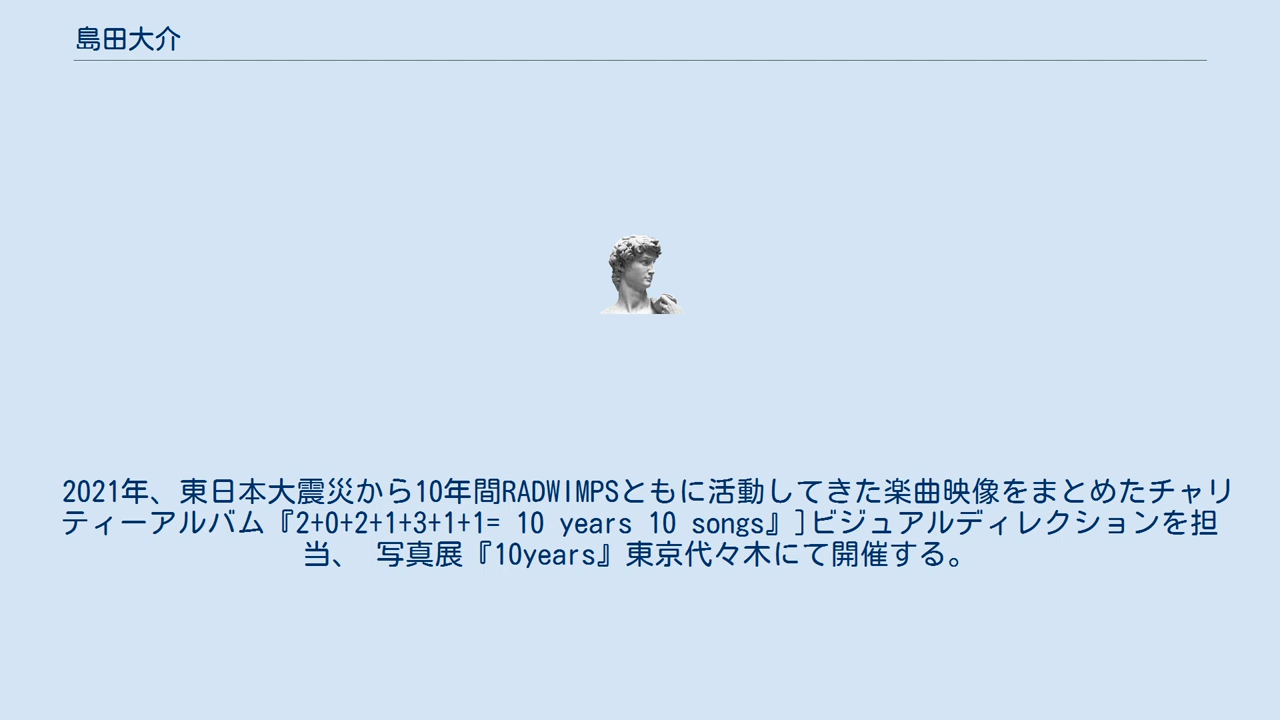 島田大介
2021年、東日本大震災から10年間RADWIMPSともに活動してきた楽曲映像をまとめたチャリ
ティーアルバム『2+0+2+1+3+1+1= 10 years 10 songs』]ビジュアルディレクションを担
当、 写真展『10years』東京代々木にて開催する。